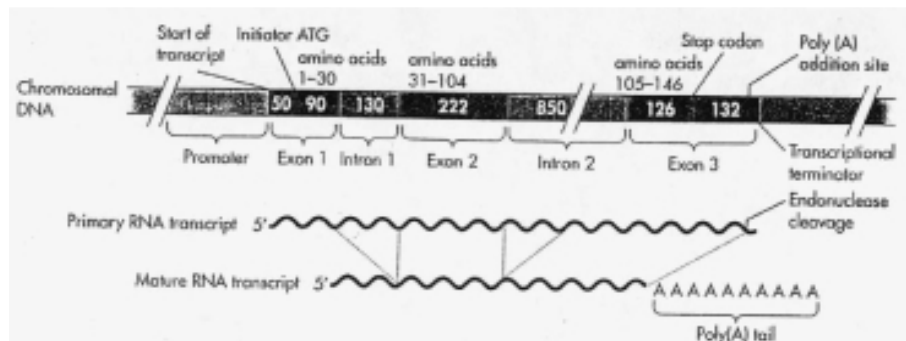 Start of
transcript
Initiator ATG
amino acids
1–30
amino acids
31–104
amino acids
105–146
Stop codon
Poly (A)
addition site
Chromosomal
DNA
50 90 130 222 850 126 132
Promoter
Exon 1
Intron 1
Exon 2
Intron 2
Exon 3
Transcriptional
terminator
Endonuclease
cleavage
Primary RNA transcript 5'
Mature RNA transcript 5'
A A A A A A A A A A
Poly(A) tail